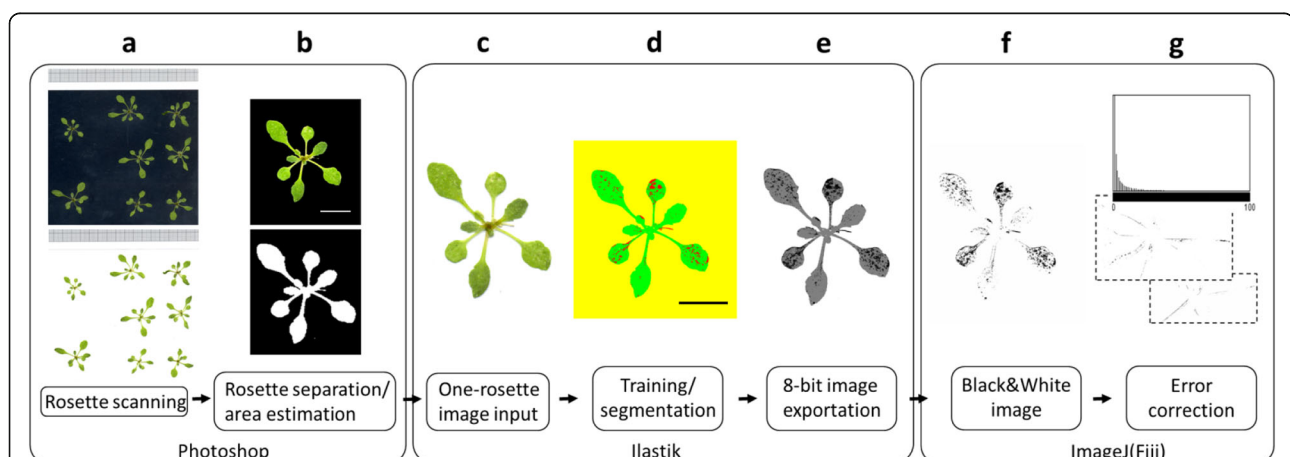 a b c d e f g
0 100
Rosette scanning
Rosette separation/
area estimation
One-rosette
image input
Training/
segmentation
8-bit image
exportation
Black&White
image
Error
correction
Photoshop
Ilastik
ImageJ(Fiji)